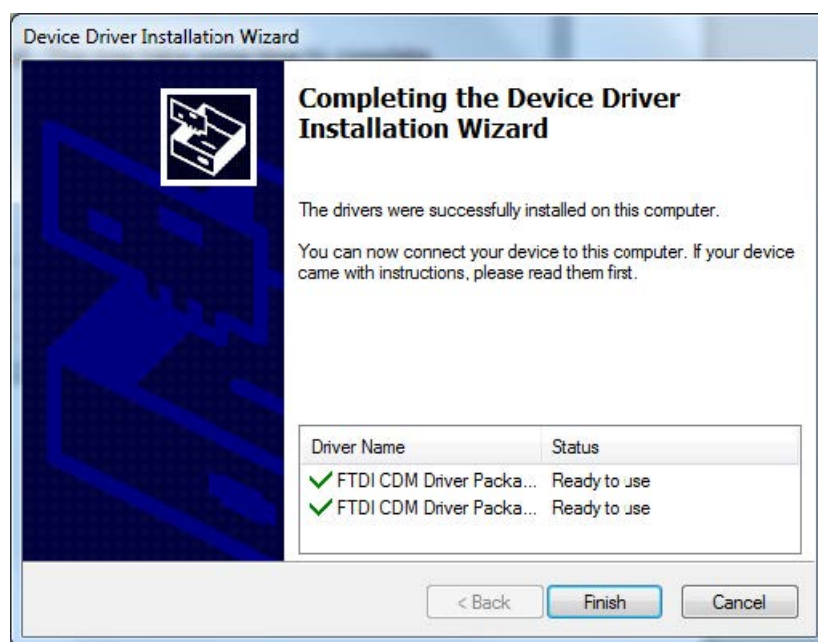 Device Driver Installation Wizard
Completing the Device Driver
Installation Wizard
The drivers were successfully installed on this computer.
You can now connect your device to this computer. If your device
came with instructions, please read them first.
Driver Name Status
FTDI CDM Driver Packa... Ready to use
FTDI CDM Driver Packa... Ready to use
< Back Finish Cancel